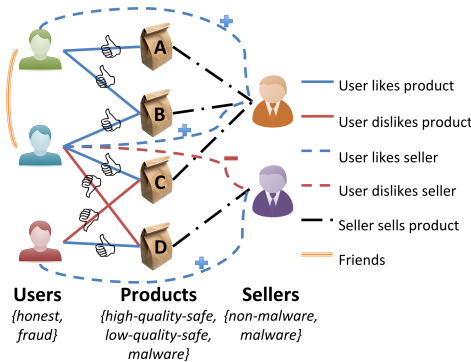 A
B
C
D
User likes product
User dislikes product
User likes seller
User dislikes seller
Seller sells product
Friends
Users
{honest,
fraud}
Products
{high-quality-safe,
low-quality-safe,
malware}
Sellers
{non-malware,
malware}